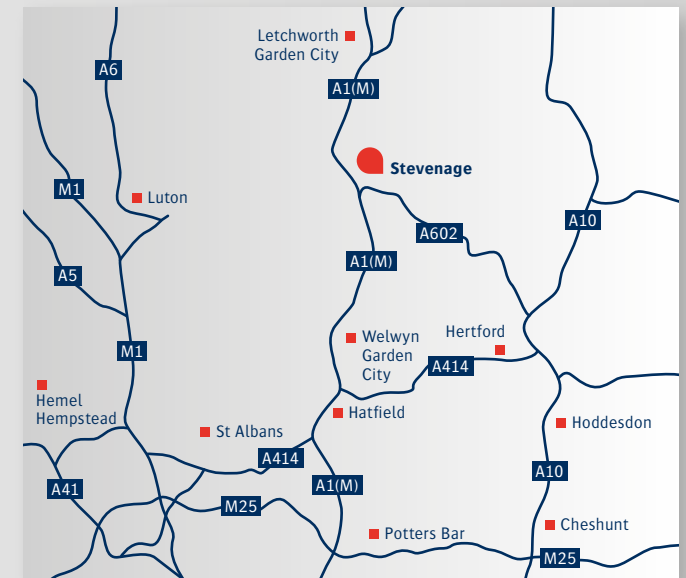 Letchworth
Garden City
A6
A1(M)
Stevenage
M1
Luton
A10
A602
A1(M)
A5
Hertford
Welwyn
Garden
City
M1
A414
Hemel
Hempstead
Hatfield
Hoddesdon
St Albans
A414
A10
A1(M)
A41
M25
Cheshunt
Potters Bar
M25